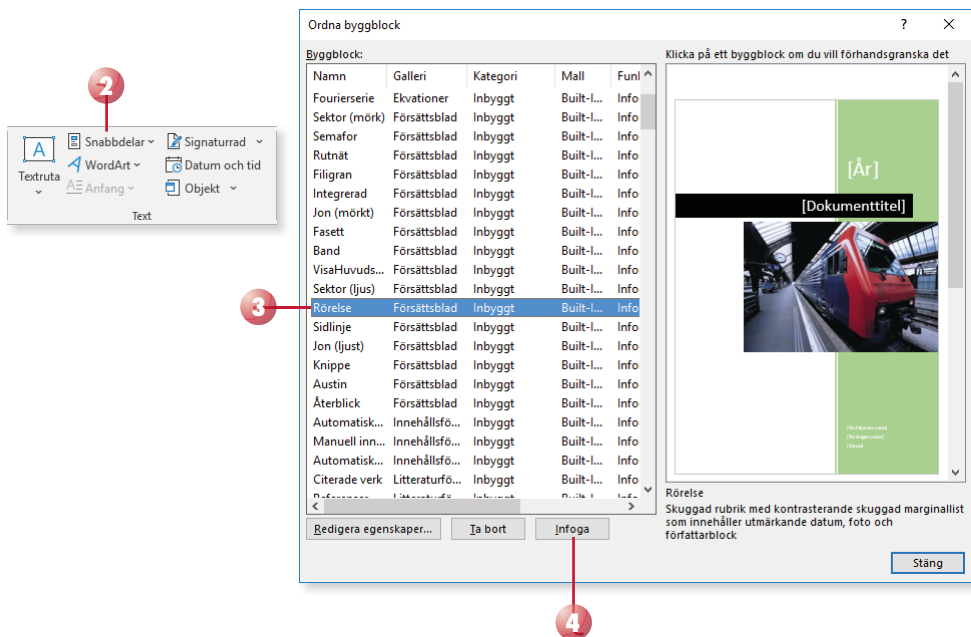 2
Textruta
Snabbdelar
WordArt
Anfang
Signaturrad
Datum och tid
Objekt
Text
Ordna byggblock
Byggblock:
Klicka på ett byggblock om du vill förhandsgranska det
Namn Galleri Kategori Mall Funl
Fourierserie Ekvationer Inbyggt Built-I... Info
Sektor (mörk) Försättsblad Inbyggt Built-I... Info
Semafor Försättsblad Inbyggt Built-I... Info
Rutnät Försättsblad Inbyggt Built-I... Info
Filigran Försättsblad Inbyggt Built-I... Info
Integrerad Försättsblad Inbyggt Built-I... Info
Jon (mörkt) Försättsblad Inbyggt Built-I... Info
Fasett Försättsblad Inbyggt Built-I... Info
Band Försättsblad Inbyggt Built-I... Info
VisaHuvuds... Försättsblad Inbyggt Built-I... Info
Sektor (ljus) Försättsblad Inbyggt Built-I... Info
3
Rörelse Försättsblad Inbyggt Built-I... Info
Sidlinje Försättsblad Inbyggt Built-I... Info
Jon (ljust) Försättsblad Inbyggt Built-I... Info
Knippe Försättsblad Inbyggt Built-I... Info
Austin Försättsblad Inbyggt Built-I... Info
Återblick Försättsblad Inbyggt Built-I... Info
Automatisk... Innehållsfö... Inbyggt Built-I... Info
Manuell inn... Innehållsfö... Inbyggt Built-I... Info
Automatisk... Innehållsfö... Inbyggt Built-I... Info
Citerade verk Litteraturfö... Inbyggt Built-I... Info
[År]
[Dokumenttitel]
Rörelse
Skuggad rubrik med kontrasterande skuggad marginallist
som innehåller utmärkande datum, foto och
författarblock
Redigera egenskaper... Ta bort Infoga
Stäng
4